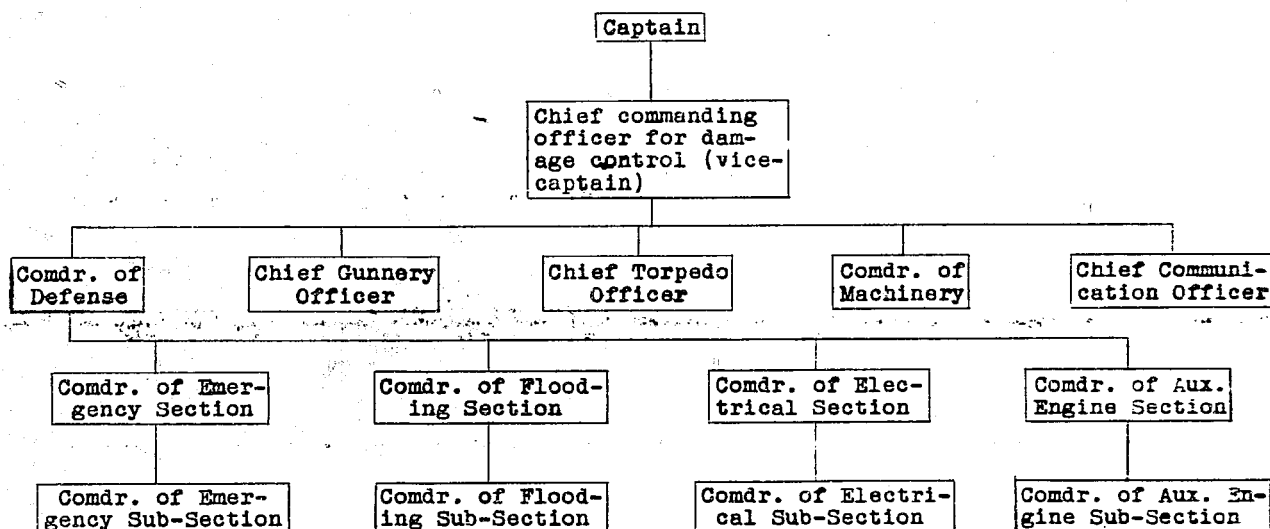 Captain
Chief commanding
officer for dam-
age control (vice-
captain)
Comdr. of
Defense
Chief Gunnery
Officer
Chief Torpedo
Officer
Comdr. of
Machinery
Chief Communi-
cation Officer
Comdr. of Emer-
gency Section
Comdr. of Flood-
ing Section
Comdr. of Elec-
trical Section
Comdr. of Aux.
Engine Section
Comdr. of Emer-
gency Sub-Section
Comdr. of Flood-
ing Sub-Section
Comdr. of Electri-
cal Sub-Section
Comdr. of Aux. En-
gine Sub-Section